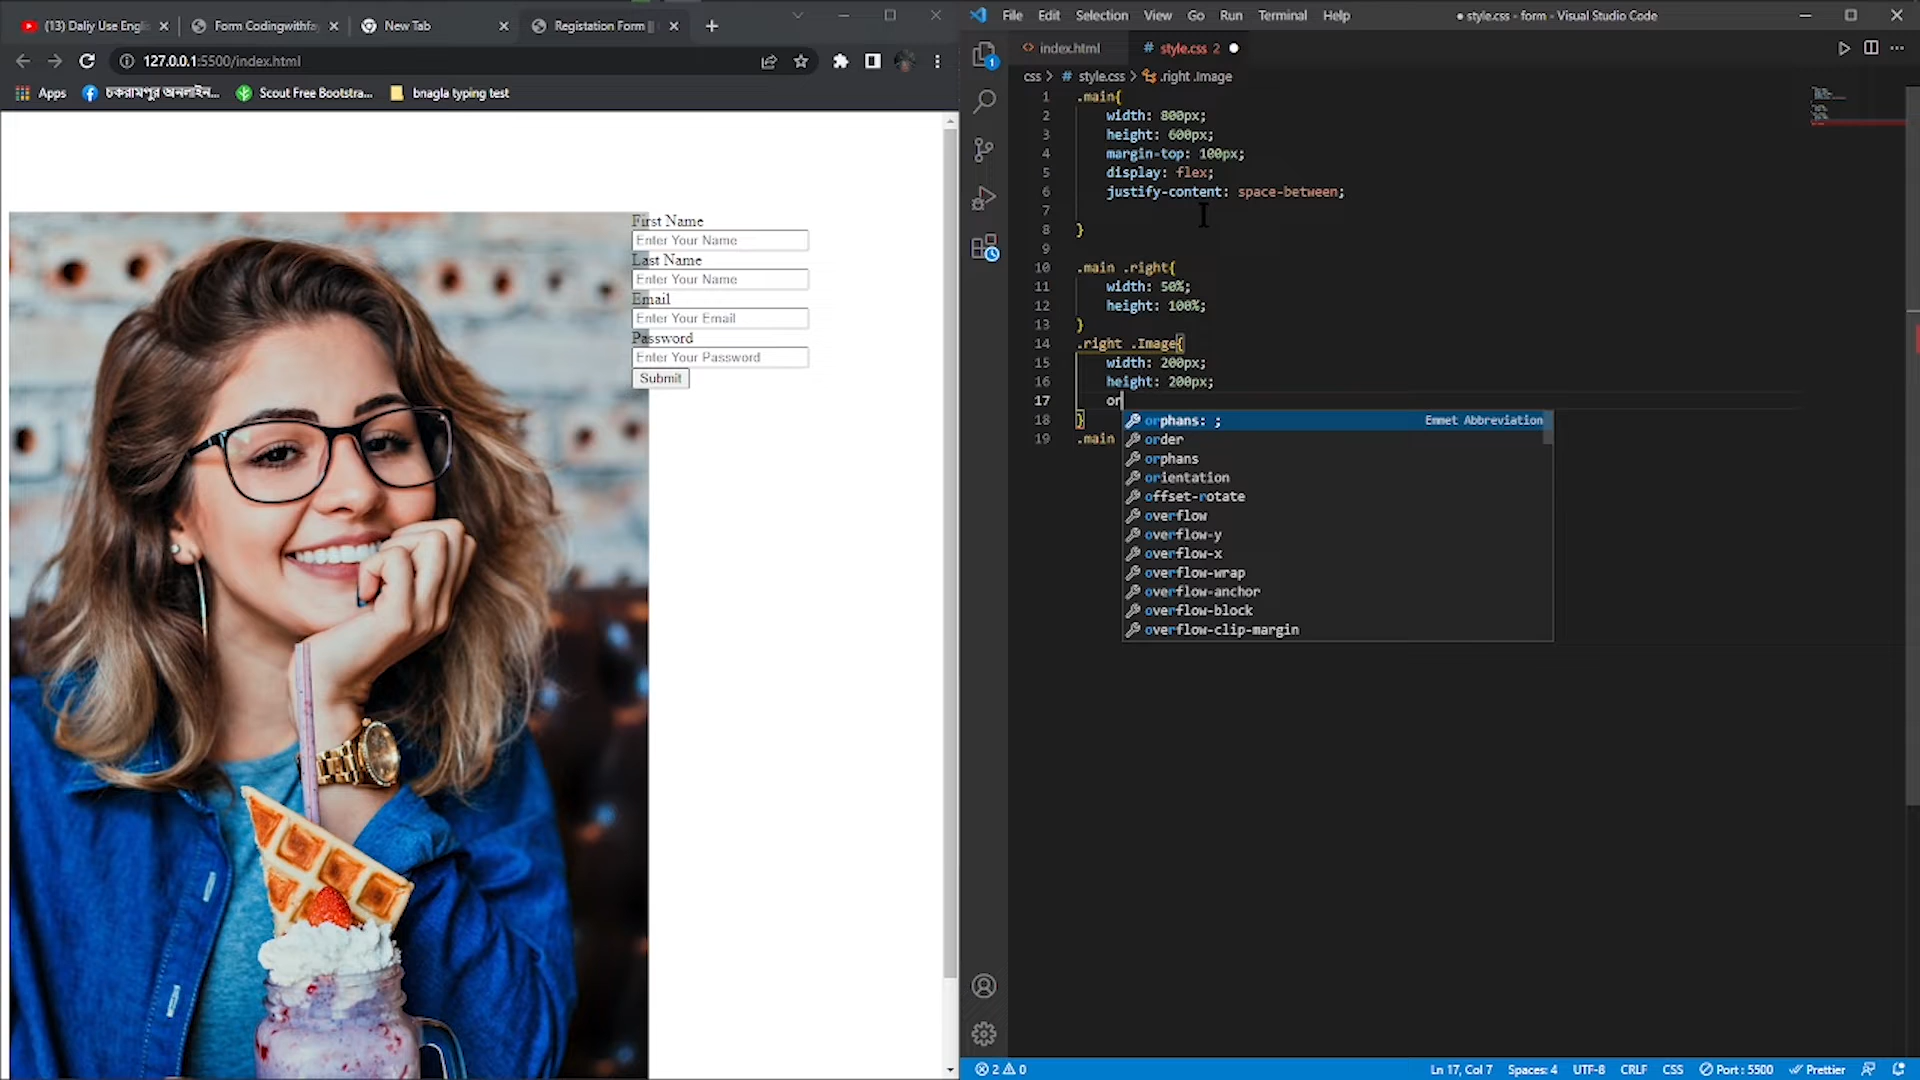 (13) Daliy Use Engli
Form Codingwithfa
New Tab
Registation Form ||
127.0.0.1:5500/index.html
Apps
চকরামপুর অনলাইন...
Scout Free Bootstra...
bnagla typing test
First Name
Enter Your Name
Last Name
Enter Your Name
Email
Enter Your Email
Password
Enter Your Password
Submit
File Edit Selection View Go Run Terminal Help
● style.css - form - Visual Studio Code
index.html
# style.css 2
css > # style.css > .right .Image
1 .main{
2 width: 800px;
3 height: 600px;
4 margin-top: 100px;
5 display: flex;
6 justify-content: space-between;
7
8 }
9
10 .main .right{
11 width: 50%;
12 height: 100%;
13 }
14 .right .Image{
15 width: 200px;
16 height: 200px;
17 or
18 }
19 .main
orphans: ; Emmet Abbreviation
order
orphans
orientation
offset-rotate
overflow
overflow-y
overflow-x
overflow-wrap
overflow-anchor
overflow-block
overflow-clip-margin
1
2 0
Ln 17, Col 7 Spaces: 4 UTF-8 CRLF CSS Port : 5500 Prettier